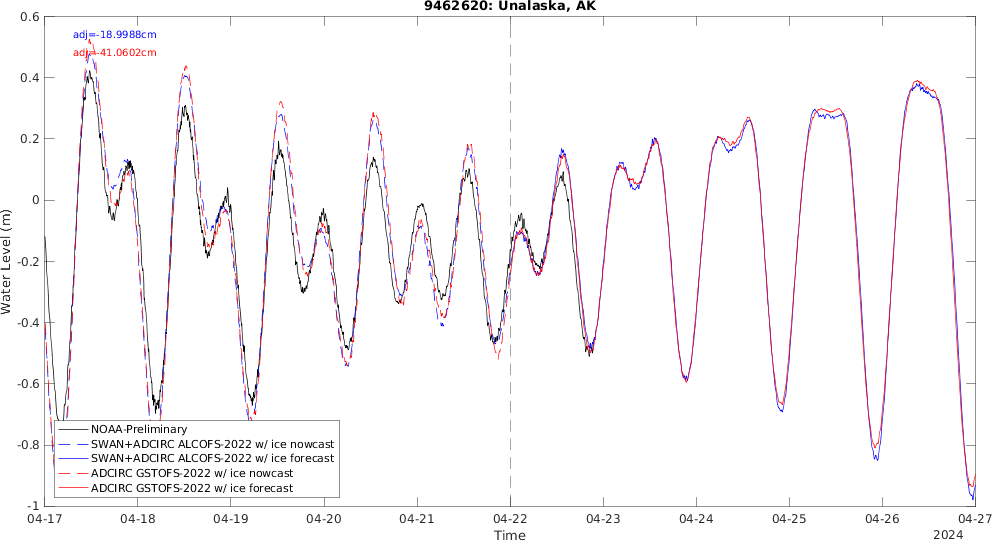 9462620: Unalaska, AK
adj=-18.9988cm
adj=-41.0602cm
Water Level (m)
0.6
0.4
0.2
0
-0.2
-0.4
-0.6
-0.8
-1
NOAA-Preliminary
SWAN+ADCIRC ALCOFS-2022 w/ ice nowcast
SWAN+ADCIRC ALCOFS-2022 w/ ice forecast
ADCIRC GSTOFS-2022 w/ ice nowcast
ADCIRC GSTOFS-2022 w/ ice forecast
04-17 04-18 04-19 04-20 04-21 04-22 04-23 04-24 04-25 04-26 04-27
Time
2024